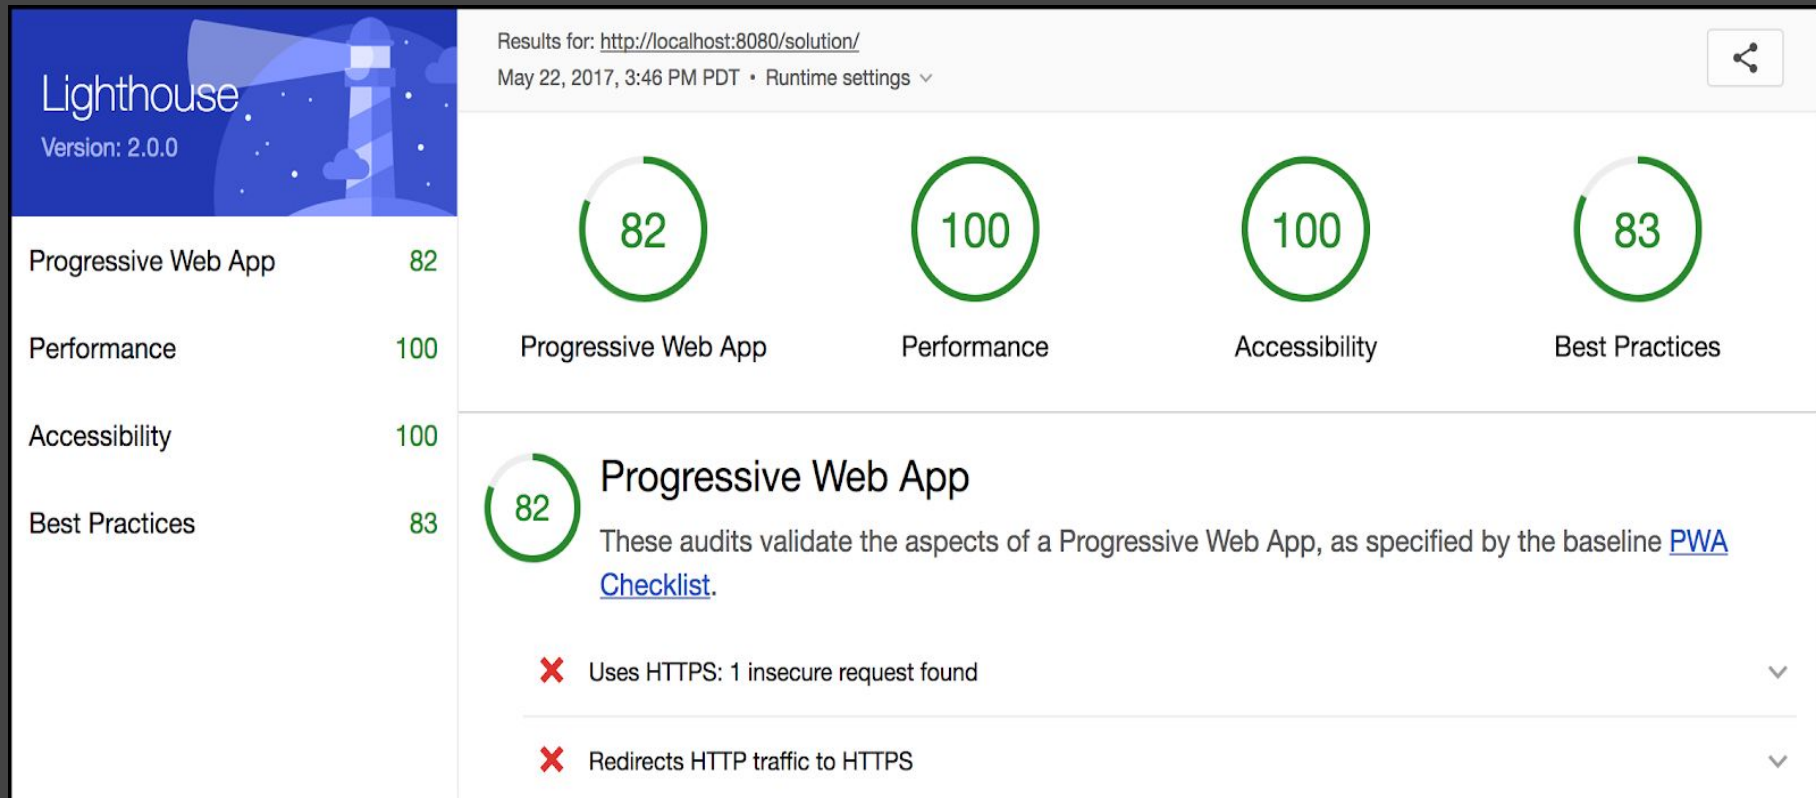 Lighthouse
Version: 2.0.0
Progressive Web App 82
Performance 100
Accessibility 100
Best Practices 83
Results for: http://localhost:8080/solution/
May 22, 2017, 3:46 PM PDT • Runtime settings
82 100 100 83
Progressive Web App Performance Accessibility Best Practices
82
Progressive Web App
These audits validate the aspects of a Progressive Web App, as specified by the baseline PWA
Checklist.
Uses HTTPS: 1 insecure request found
Redirects HTTP traffic to HTTPS